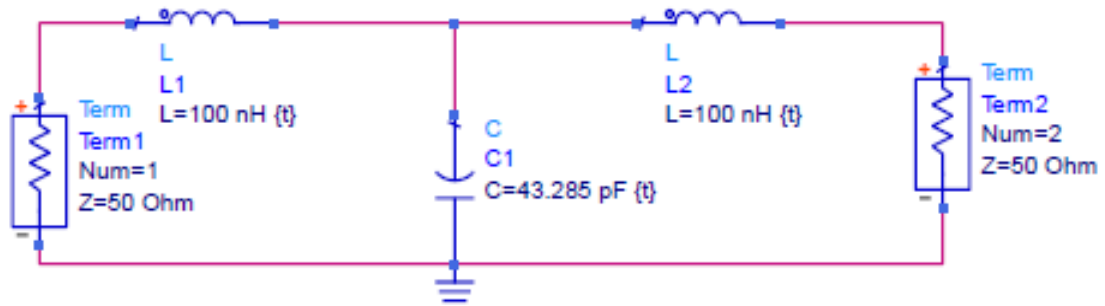 L
L1
L=100 nH {t}
L
L2
L=100 nH {t}
+
Term
Term1
Num=1
Z=50 Ohm
-
C
C1
C=43.285 pF {t}
+
Term
Term2
Num=2
Z=50 Ohm
-